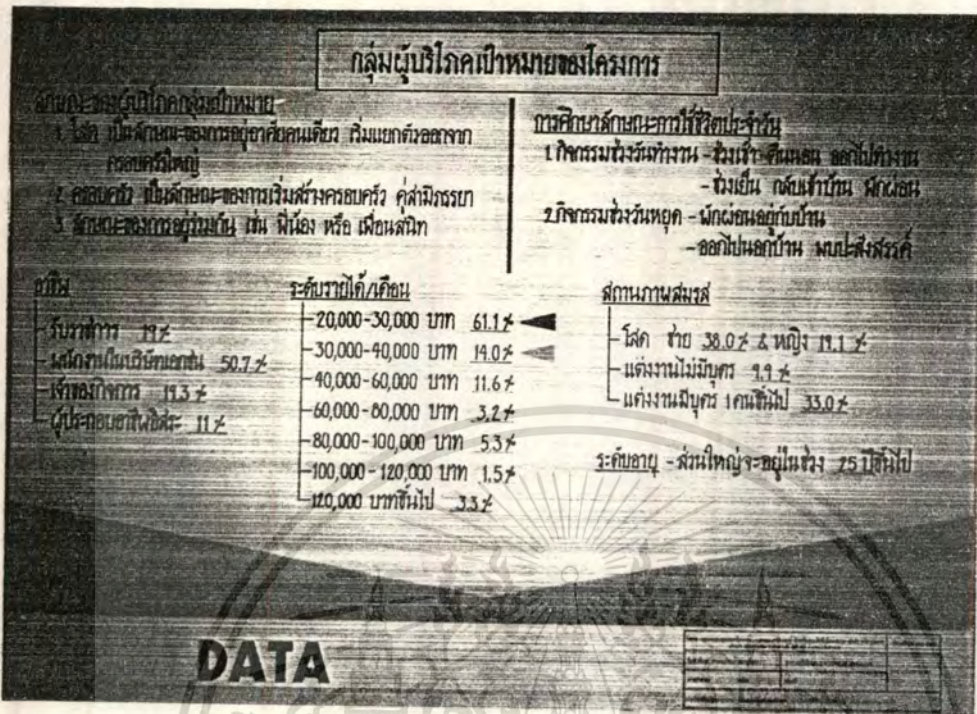 กลุ่มผู้บริโภคเป้าหมายของโครงการ
ลักษณะของผู้บริโภคกลุ่มเป้าหมาย
1. โสด เป็นลักษณะของการอยู่อาศัยคนเดียว เริ่มแยกตัวออกจาก
ครอบครัวใหญ่
2. ครอบครัว เป็นลักษณะของการเริ่มสร้างครอบครัว คู่สามีภรรยา
3. ลักษณะของการอยู่ร่วมกัน เช่น พี่น้อง หรือ เพื่อนสนิท
การศึกษาลักษณะการใช้ชีวิตประจำวัน
1. กิจกรรมช่วงวันทำงาน - ช่วงเช้า ตื่นนอน ออกไปทำงาน
- ช่วงเย็น กลับเข้าบ้าน พักผ่อน
2. กิจกรรมช่วงวันหยุด - พักผ่อนอยู่กับบ้าน
- ออกไปนอกบ้าน พบปะสังสรรค์
อาชีพ
รับราชการ 19 %
พนักงานในบริษัทเอกชน 50.7 %
เจ้าของกิจการ 19.3 %
ผู้ประกอบอาชีพอิสระ 11 %
ระดับรายได้/เดือน
20,000-30,000 บาท 61.1 %
30,000-40,000 บาท 14.0 %
40,000-60,000 บาท 11.6 %
60,000-80,000 บาท 3.2 %
80,000-100,000 บาท 5.3 %
100,000-120,000 บาท 1.5 %
120,000 บาทขึ้นไป 3.3 %
สถานภาพสมรส
โสด ชาย 38.0 % & หญิง 19.1 %
แต่งงานไม่มีบุตร 9.9 %
แต่งงานมีบุตร 1 คนขึ้นไป 33.0 %
ระดับอายุ - ส่วนใหญ่จะอยู่ในช่วง 25 ปีขึ้นไป
DATA